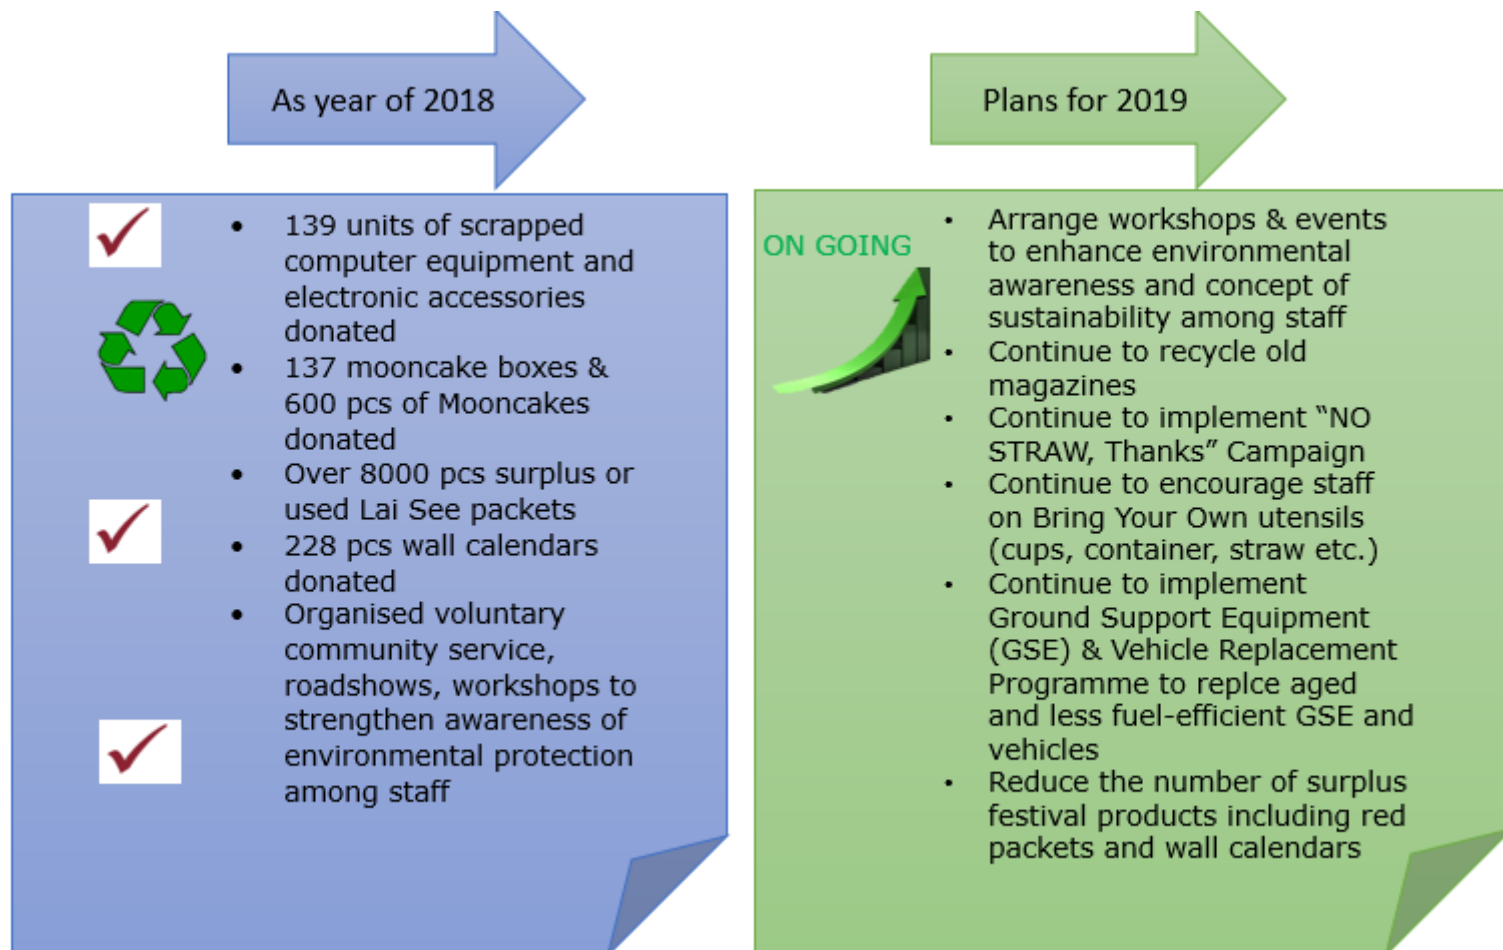 As year of 2018
• 139 units of scrapped
computer equipment and
electronic accessories
donated
• 137 mooncake boxes &
600 pcs of Mooncakes
donated
• Over 8000 pcs surplus or
used Lai See packets
• 228 pcs wall calendars
donated
• Organised voluntary
community service,
roadshows, workshops to
strengthen awareness of
environmental protection
among staff
Plans for 2019
ON GOING
• Arrange workshops & events
to enhance environmental
awareness and concept of
sustainability among staff
• Continue to recycle old
magazines
• Continue to implement “NO
STRAW, Thanks” Campaign
• Continue to encourage staff
on Bring Your Own utensils
(cups, container, straw etc.)
• Continue to implement
Ground Support Equipment
(GSE) & Vehicle Replacement
Programme to replce aged
and less fuel-efficient GSE and
vehicles
• Reduce the number of surplus
festival products including red
packets and wall calendars